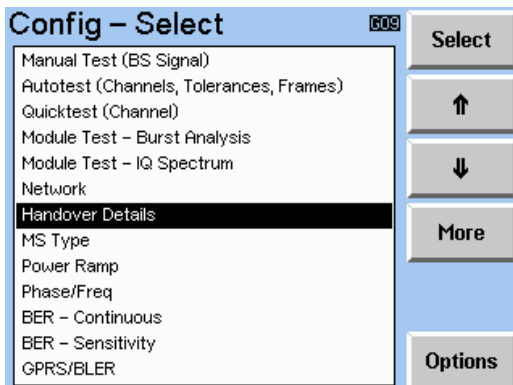 Config – Select
G09
Select
Manual Test (BS Signal)
Autotest (Channels, Tolerances, Frames)
Quicktest (Channel)
Module Test – Burst Analysis
Module Test – IQ Spectrum
Network
Handover Details
MS Type
Power Ramp
Phase/Freq
BER – Continuous
BER – Sensitivity
GPRS/BLER
⇑
⇓
More
Options